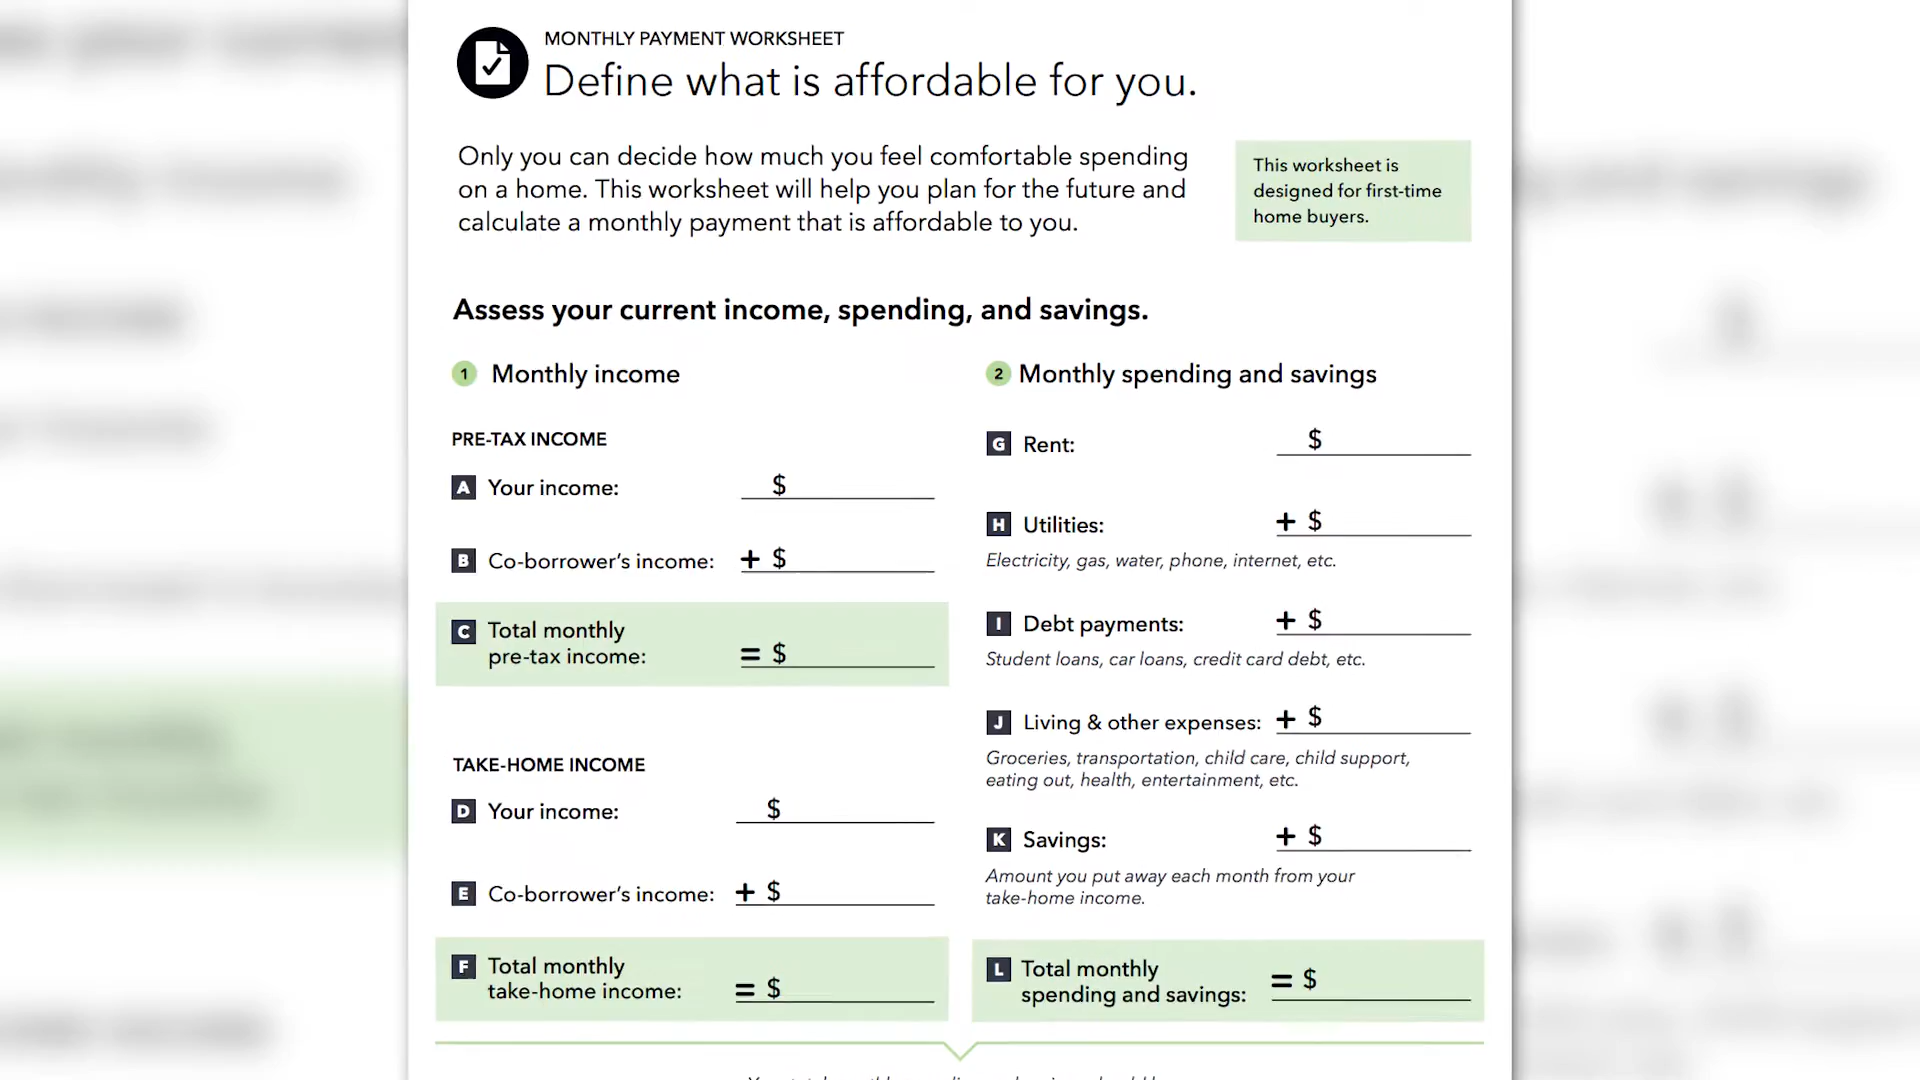 MONTHLY PAYMENT WORKSHEET
Define what is affordable for you.
Only you can decide how much you feel comfortable spending
on a home. This worksheet will help you plan for the future and
calculate a monthly payment that is affordable to you.
This worksheet is
designed for first-time
home buyers.
Assess your current income, spending, and savings.
1 Monthly income
PRE-TAX INCOME
A Your income: $
B Co-borrower’s income: + $
C Total monthly
pre-tax income: = $
TAKE-HOME INCOME
D Your income: $
E Co-borrower’s income: + $
F Total monthly
take-home income: = $
2 Monthly spending and savings
G Rent: $
H Utilities: + $
Electricity, gas, water, phone, internet, etc.
I Debt payments: + $
Student loans, car loans, credit card debt, etc.
J Living & other expenses: + $
Groceries, transportation, child care, child support,
eating out, health, entertainment, etc.
K Savings: + $
Amount you put away each month from your
take-home income.
L Total monthly
spending and savings: = $